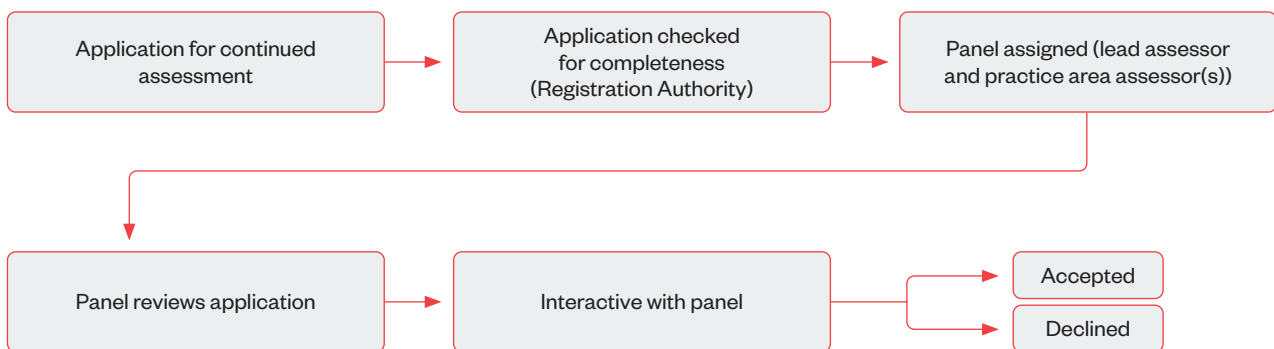 Application for continued
assessment
Application checked
for completeness
(Registration Authority)
Panel assigned (lead assessor
and practice area assessor(s))
Panel reviews application
Interactive with panel
Accepted
Declined